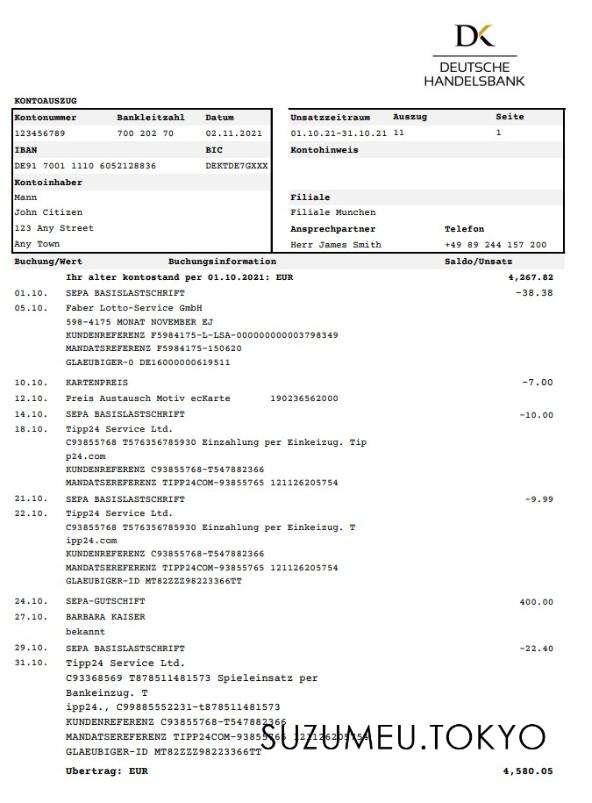 DK
DEUTSCHE
HANDELSBANK
KONTOAUSZUG
Kontonummer Bankleitzahl Datum
123456789 700 202 70 02.11.2021
IBAN BIC
DE91 7001 1110 6052128836 DEKTDE7GXXX
Kontoinhaber
Mann
John Citizen
123 Any Street
Any Town
Unsatzzeitraum Auszug Seite
01.10.21-31.10.21 11 1
Kontohinweis
Filiale
Filiale Munchen
Ansprechpartner Telefon
Herr James Smith +49 89 244 157 200
Buchung/Wert Buchungsinformation Saldo/Unsatz
Ihr alter kontostand per 01.10.2021: EUR 4,267.82
01.10. SEPA BASISLASTSCHRIFT -38.38
05.10. Faber Lotto-Service GmbH
598-4175 MONAT NOVEMBER EJ
KUNDENREFERENZ F5984175-L-LSA-000000000003798349
MANDATSREFERENZ F5984175-150620
GLAEUBIGER-0 DE16000000619511
10.10. KARTENPREIS -7.00
12.10. Preis Austausch Motiv ecKarte 190236562000
14.10. SEPA BASISLASTSCHRIFT -10.00
18.10. Tipp24 Service Ltd.
C93855768 T576356785930 Einzahlung per Einkeizug. Tip
p24.com
KUNDENREFERENZ C93855768-T547882366
MANDATSEREFERENZ TIPP24COM-93855765 121126205754
21.10. SEPA BASISLASTSCHRIFT -9.99
22.10. Tipp24 Service Ltd.
C93855768 T576356785930 Einzahlung per Einkeizug. T
ipp24.com
KUNDENREFERENZ C93855768-T547882366
MANDATSEREFERENZ TIPP24COM-93855765 121126205754
GLAEUBIGER-ID MT82ZZZ98223366TT
24.10. SEPA-GUTSCHIFT 400.00
27.10. BARBARA KAISER
bekannt
29.10. SEPA BASISLASTSCHRIFT -22.40
31.10. Tipp24 Service Ltd.
C93368569 T878511481573 Spieleinsatz per
Bankeinzug. T
ipp24., C99885552231-t878511481573
KUNDENREFERENZ C93855768-T547882366
MANDATSEREFERENZ TIPP24COM-93855765 121126205754
GLAEUBIGER-ID MT82ZZZ98223366TT
SUZUMEU.TOKYO
Ubertrag: EUR 4,580.05